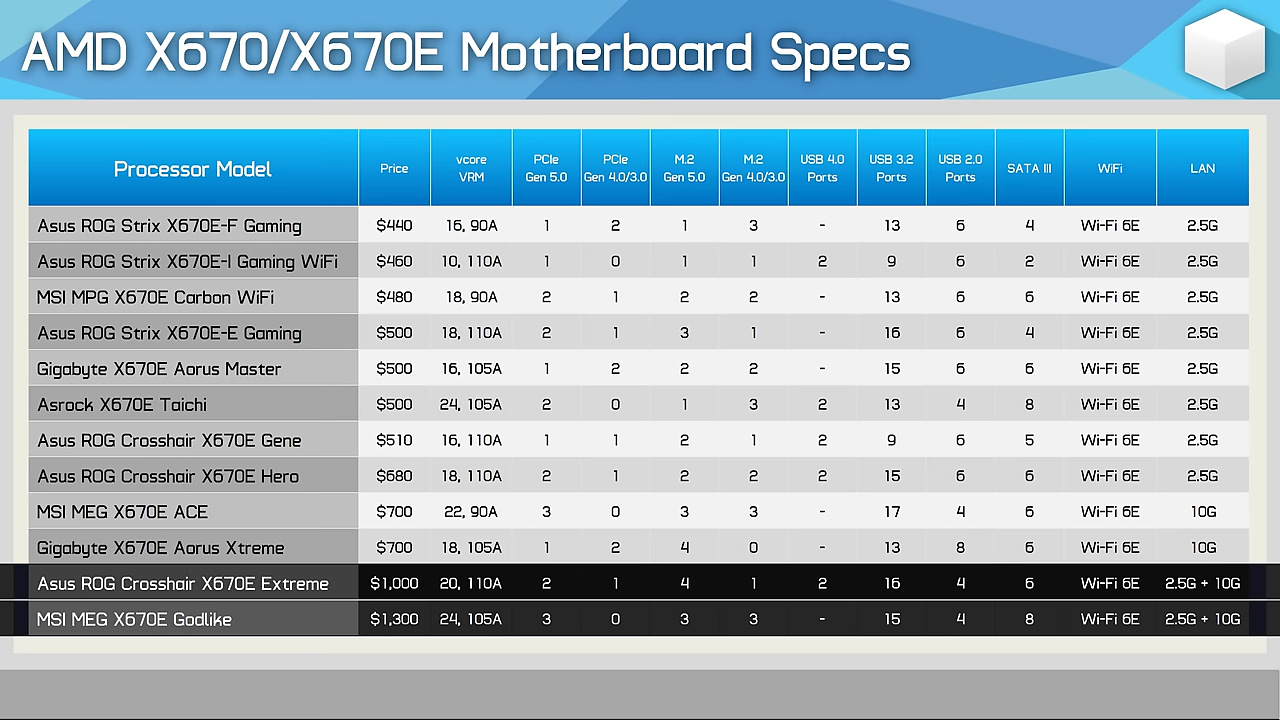 AMD X670/X670E Motherboard Specs
Processor Model Price vcore VRM PCIe Gen 5.0 PCIe Gen 4.0/3.0 M.2 Gen 5.0 M.2 Gen 4.0/3.0 USB 4.0 Ports USB 3.2 Ports USB 2.0 Ports SATA III WiFi LAN
Asus ROG Strix X670E-F Gaming $440 16, 90A 1 2 1 3 - 13 6 4 Wi-Fi 6E 2.5G
Asus ROG Strix X670E-I Gaming WiFi $460 10, 110A 1 0 1 1 2 9 6 2 Wi-Fi 6E 2.5G
MSI MPG X670E Carbon WiFi $480 18, 90A 2 1 2 2 - 13 6 6 Wi-Fi 6E 2.5G
Asus ROG Strix X670E-E Gaming $500 18, 110A 2 1 3 1 - 16 6 4 Wi-Fi 6E 2.5G
Gigabyte X670E Aorus Master $500 16, 105A 1 2 2 2 - 15 6 6 Wi-Fi 6E 2.5G
Asrock X670E Taichi $500 24, 105A 2 0 1 3 2 13 4 8 Wi-Fi 6E 2.5G
Asus ROG Crosshair X670E Gene $510 16, 110A 1 1 2 1 2 9 6 5 Wi-Fi 6E 2.5G
Asus ROG Crosshair X670E Hero $680 18, 110A 2 1 2 2 2 15 6 6 Wi-Fi 6E 2.5G
MSI MEG X670E ACE $700 22, 90A 3 0 3 3 - 17 4 6 Wi-Fi 6E 10G
Gigabyte X670E Aorus Xtreme $700 18, 105A 1 2 4 0 - 13 8 6 Wi-Fi 6E 10G
Asus ROG Crosshair X670E Extreme $1,000 20, 110A 2 1 4 1 2 16 4 6 Wi-Fi 6E 2.5G + 10G
MSI MEG X670E Godlike $1,300 24, 105A 3 0 3 3 - 15 4 8 Wi-Fi 6E 2.5G + 10G